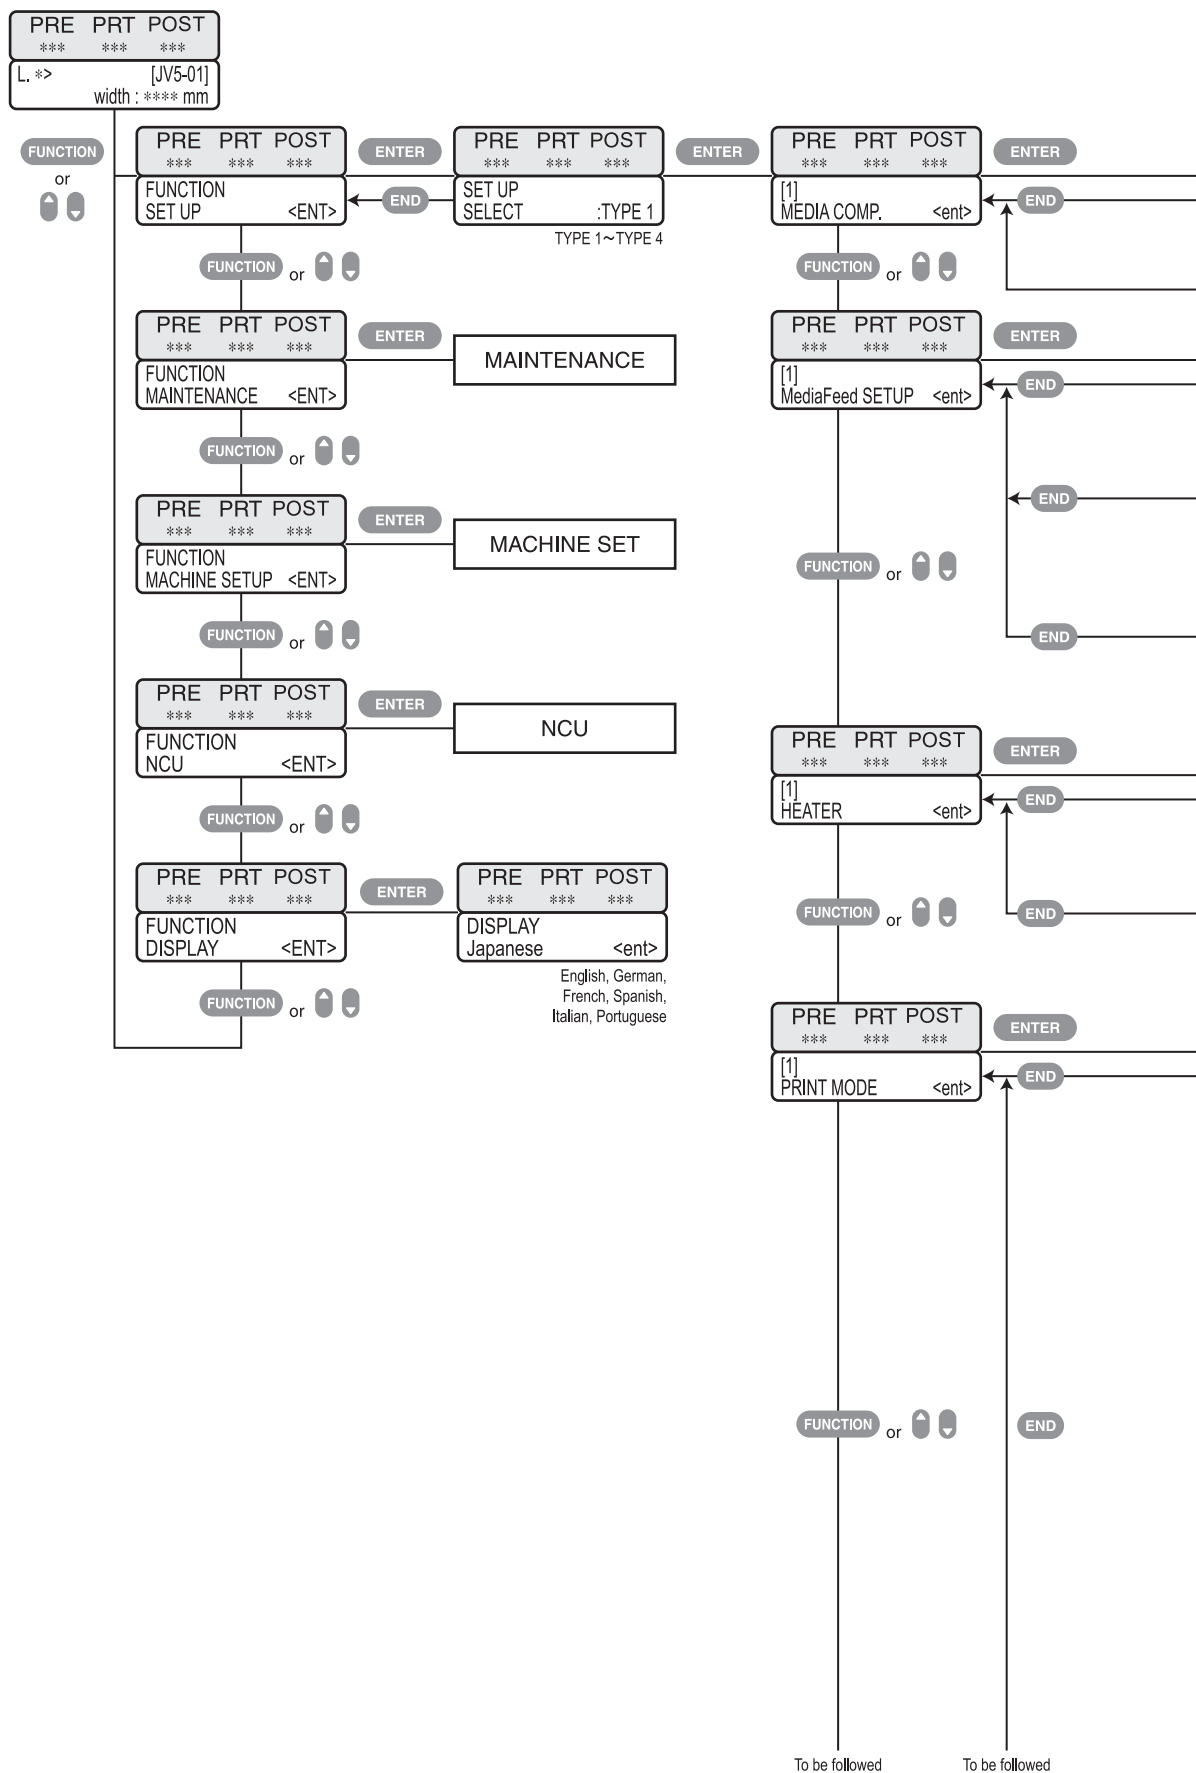 PRE PRT POST
*** *** ***
L. *> [JV5-01]
width : **** mm
FUNCTION
or
PRE PRT POST
*** *** ***
FUNCTION
SET UP <ENT>
ENTER
END
PRE PRT POST
*** *** ***
SET UP
SELECT :TYPE 1
TYPE 1~TYPE 4
ENTER
PRE PRT POST
*** *** ***
[1]
MEDIA COMP. <ent>
ENTER
END
FUNCTION or
FUNCTION or
PRE PRT POST
*** *** ***
FUNCTION
MAINTENANCE <ENT>
ENTER
MAINTENANCE
PRE PRT POST
*** *** ***
[1]
MediaFeed SETUP <ent>
ENTER
END
FUNCTION or
END
PRE PRT POST
*** *** ***
FUNCTION
MACHINE SETUP <ENT>
ENTER
MACHINE SET
FUNCTION or
FUNCTION or
END
PRE PRT POST
*** *** ***
FUNCTION
NCU <ENT>
ENTER
NCU
PRE PRT POST
*** *** ***
[1]
HEATER <ent>
ENTER
END
FUNCTION or
PRE PRT POST
*** *** ***
FUNCTION
DISPLAY <ENT>
ENTER
PRE PRT POST
*** *** ***
DISPLAY
Japanese <ent>
English, German,
French, Spanish,
Italian, Portuguese
FUNCTION or
END
FUNCTION or
PRE PRT POST
*** *** ***
[1]
PRINT MODE <ent>
ENTER
END
FUNCTION or
END
To be followed
To be followed